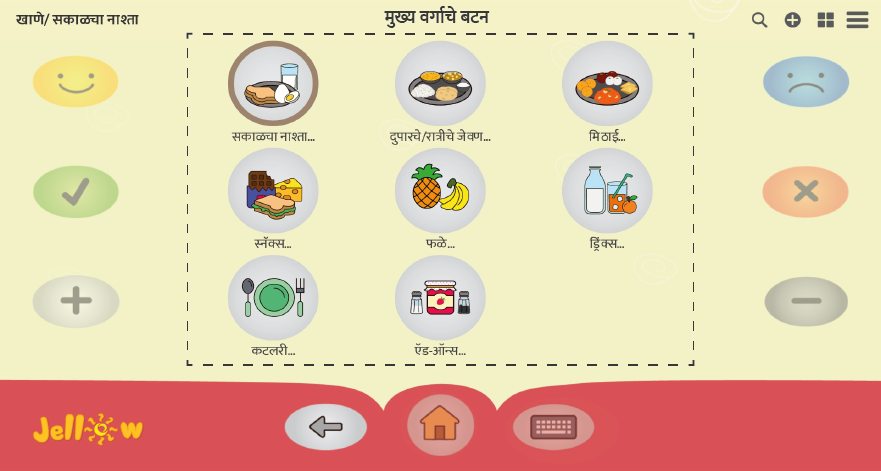 खाणे/ सकाळचा नाश्ता
मुख्य वर्गाचे बटन
सकाळचा नाश्ता...
दुपारचे/रात्रीचे जेवण...
मिठाई...
स्नॅक्स...
फळे...
ड्रिंक्स...
कटलरी...
ऍड-ऑन्स...
Jellow